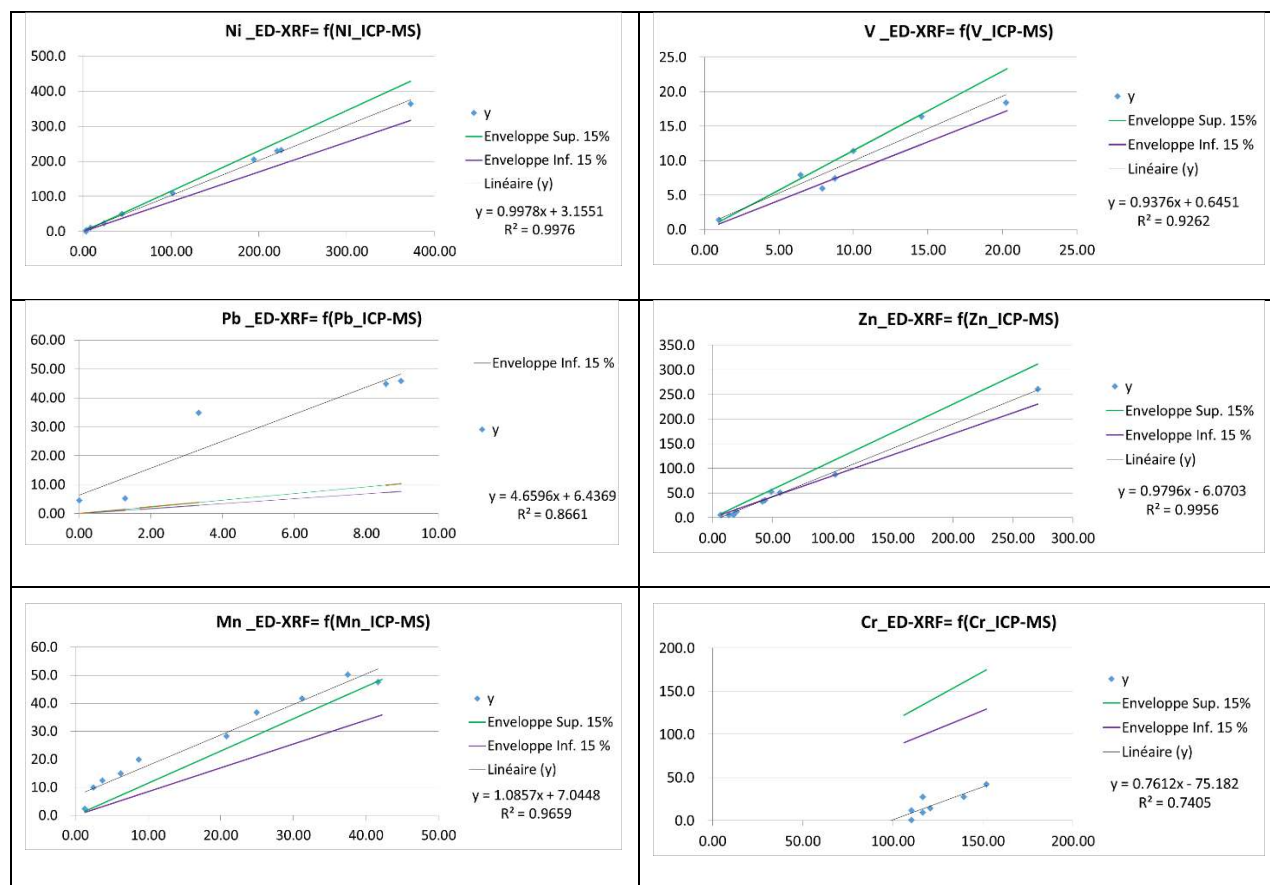 Ni _ED-XRF= f(NI_ICP-MS)
500.0
400.0
300.0
200.0
100.0
0.0
0.00 100.00 200.00 300.00 400.00
y
Enveloppe Sup. 15%
Enveloppe Inf. 15 %
Linéaire (y)
y = 0.9978x + 3.1551
R² = 0.9976
V _ED-XRF= f(V_ICP-MS)
25.0
20.0
15.0
10.0
5.0
0.0
0.00 5.00 10.00 15.00 20.00 25.00
y
Enveloppe Sup. 15%
Enveloppe Inf. 15 %
Linéaire (y)
y = 0.9376x + 0.6451
R² = 0.9262
Pb _ED-XRF= f(Pb_ICP-MS)
60.00
50.00
40.00
30.00
20.00
10.00
0.00
0.00 2.00 4.00 6.00 8.00 10.00
Enveloppe Inf. 15 %
y
y = 4.6596x + 6.4369
R² = 0.8661
Zn_ED-XRF= f(Zn_ICP-MS)
350.0
300.0
250.0
200.0
150.0
100.0
50.0
0.0
0.00 50.00 100.00 150.00 200.00 250.00 300.00
y
Enveloppe Sup. 15%
Enveloppe Inf. 15 %
Linéaire (y)
y = 0.9796x - 6.0703
R² = 0.9956
Mn _ED-XRF= f(Mn_ICP-MS)
60.0
50.0
40.0
30.0
20.0
10.0
0.0
0.00 10.00 20.00 30.00 40.00 50.00
y
Enveloppe Sup. 15%
Enveloppe Inf. 15 %
Linéaire (y)
y = 1.0857x + 7.0448
R² = 0.9659
Cr_ED-XRF= f(Cr_ICP-MS)
200.0
150.0
100.0
50.0
0.0
0.00 50.00 100.00 150.00 200.00
y
Enveloppe Sup. 15%
Enveloppe Inf. 15 %
Linéaire (y)
y = 0.7612x - 75.182
R² = 0.7405